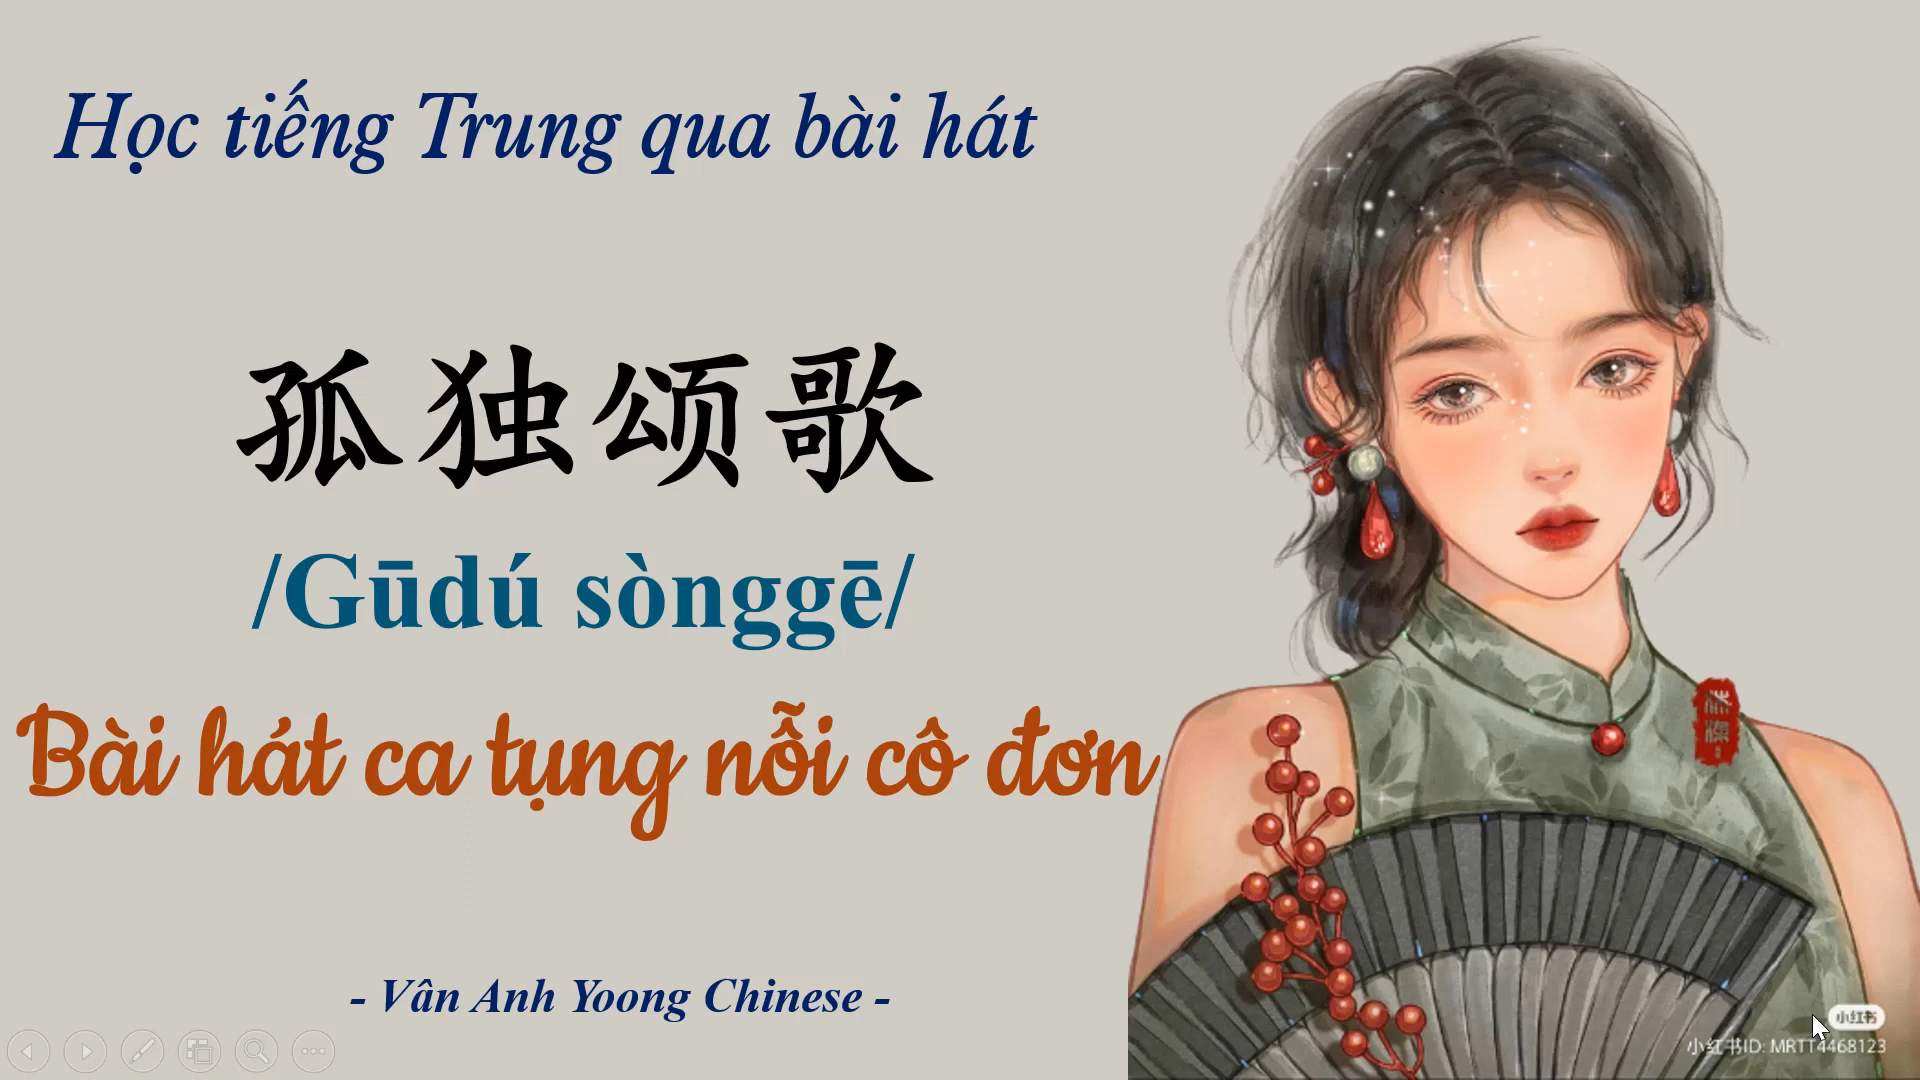 Học tiếng Trung qua bài hát
孤独颂歌
/Gūdú sònggē/
Bài hát ca tụng nỗi cô đơn
- Vân Anh Yoong Chinese -
小红书
小红书ID: MRTT4468123